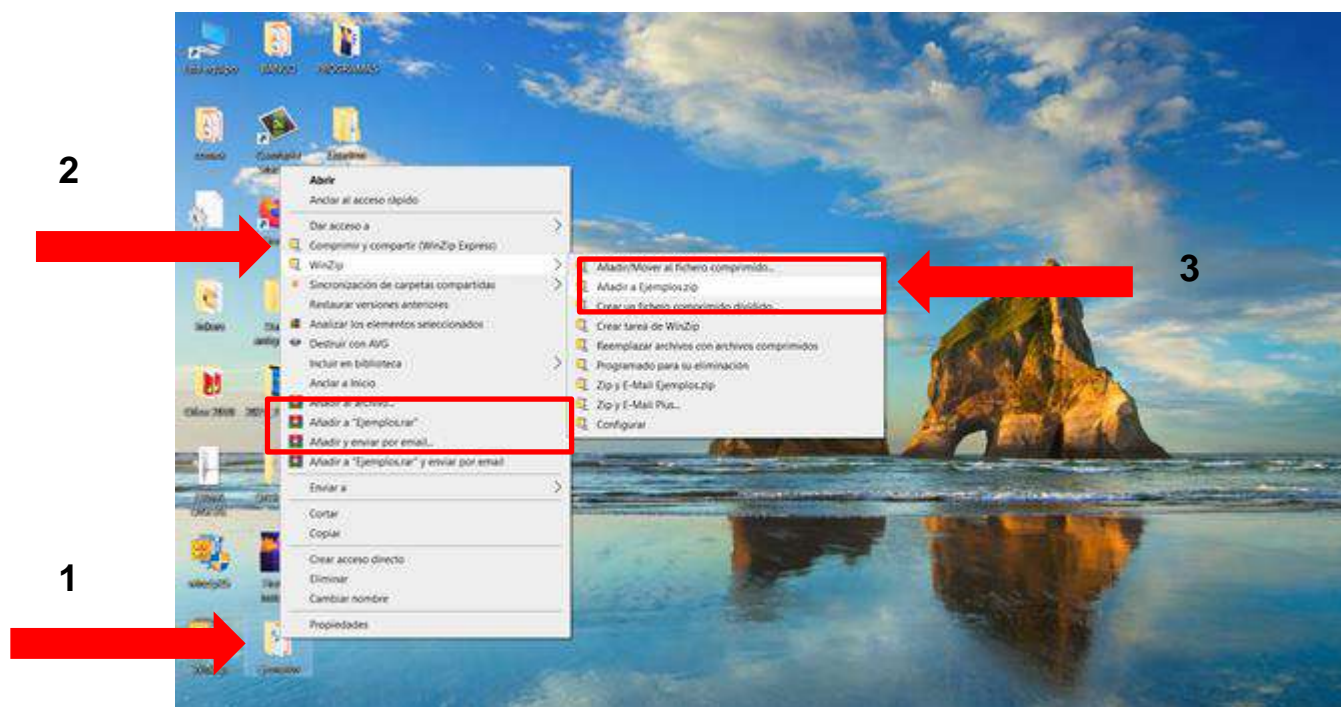 Este equipo
PROGRAMAS
2
Abrir
Anclar al acceso rápido
Dar acceso a
Comprimir y compartir (WinZip Express)
WinZip
Sincronización de carpetas compartidas
Restaurar versiones anteriores
Analizar los elementos seleccionados
Destruir con AVG
Incluir en biblioteca
Anclar a Inicio
Añadir al archivo...
Añadir a "Ejemplos.rar"
Añadir y enviar por email...
Añadir a "Ejemplos.rar" y enviar por email
Enviar a
Cortar
Copiar
Crear acceso directo
Eliminar
Cambiar nombre
Propiedades
Añadir/Mover al fichero comprimido...
Añadir a Ejemplos.zip
Crear un fichero comprimido dividido...
Crear tarea de WinZip
Reemplazar archivos con archivos comprimidos
Programado para su eliminación
Zip y E-Mail Ejemplos.zip
Zip y E-Mail Plus...
Configurar
3
1
Ejemplos